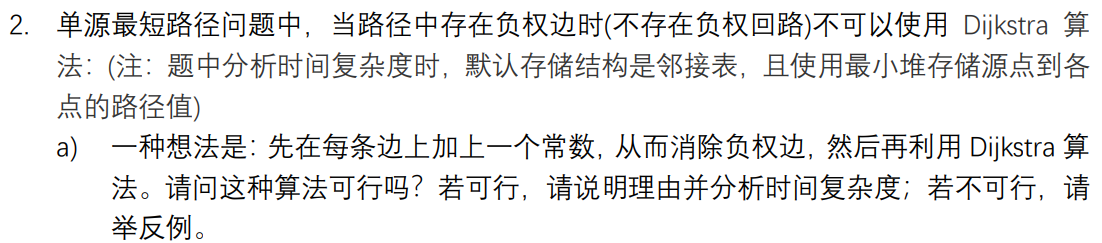 2. 单源最短路径问题中，当路径中存在负权边时(不存在负权回路)不可以使用 Dijkstra 算
法：(注：题中分析时间复杂度时，默认存储结构是邻接表，且使用最小堆存储源点到各
点的路径值)
a) 一种想法是：先在每条边上加上一个常数，从而消除负权边，然后再利用 Dijkstra 算
法。请问这种算法可行吗？若可行，请说明理由并分析时间复杂度；若不可行，请
举反例。